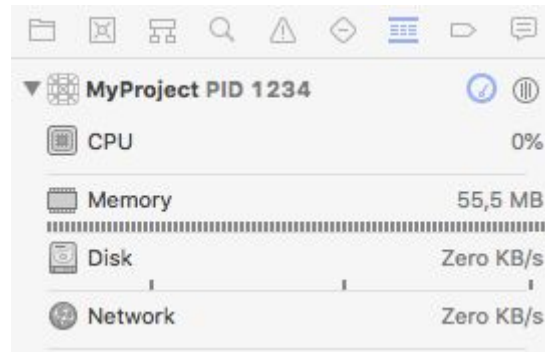 MyProject PID 1234
CPU 0%
Memory 55,5 MB
Disk Zero KB/s
Network Zero KB/s